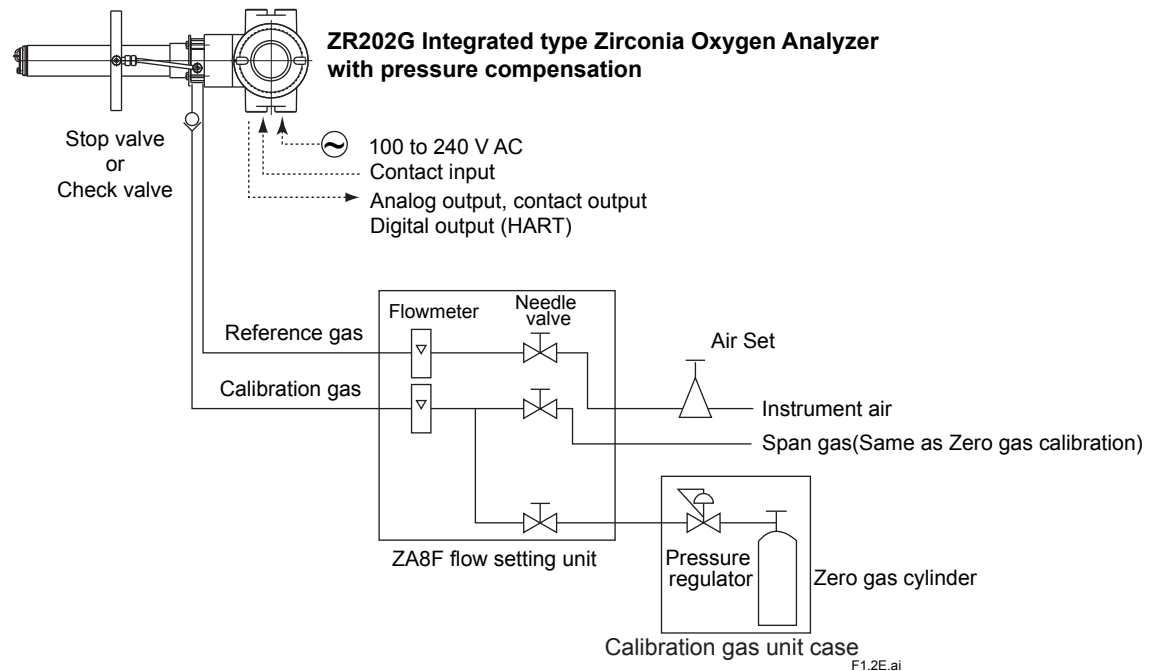 ZR202G Integrated type Zirconia Oxygen Analyzer
with pressure compensation
Stop valve
or
Check valve
100 to 240 V AC
Contact input
Analog output, contact output
Digital output (HART)
Flowmeter
Needle
valve
Reference gas
Air Set
Calibration gas
Instrument air
Span gas(Same as Zero gas calibration)
ZA8F flow setting unit
Pressure
regulator
Zero gas cylinder
Calibration gas unit case
F1.2E.ai